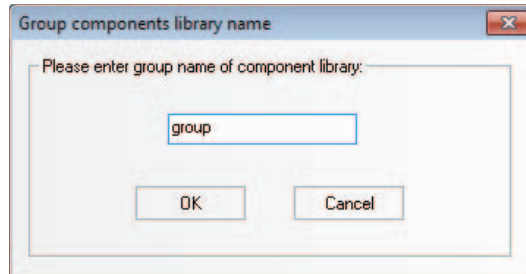 Group components library name
Please enter group name of component library:
group
OK Cancel